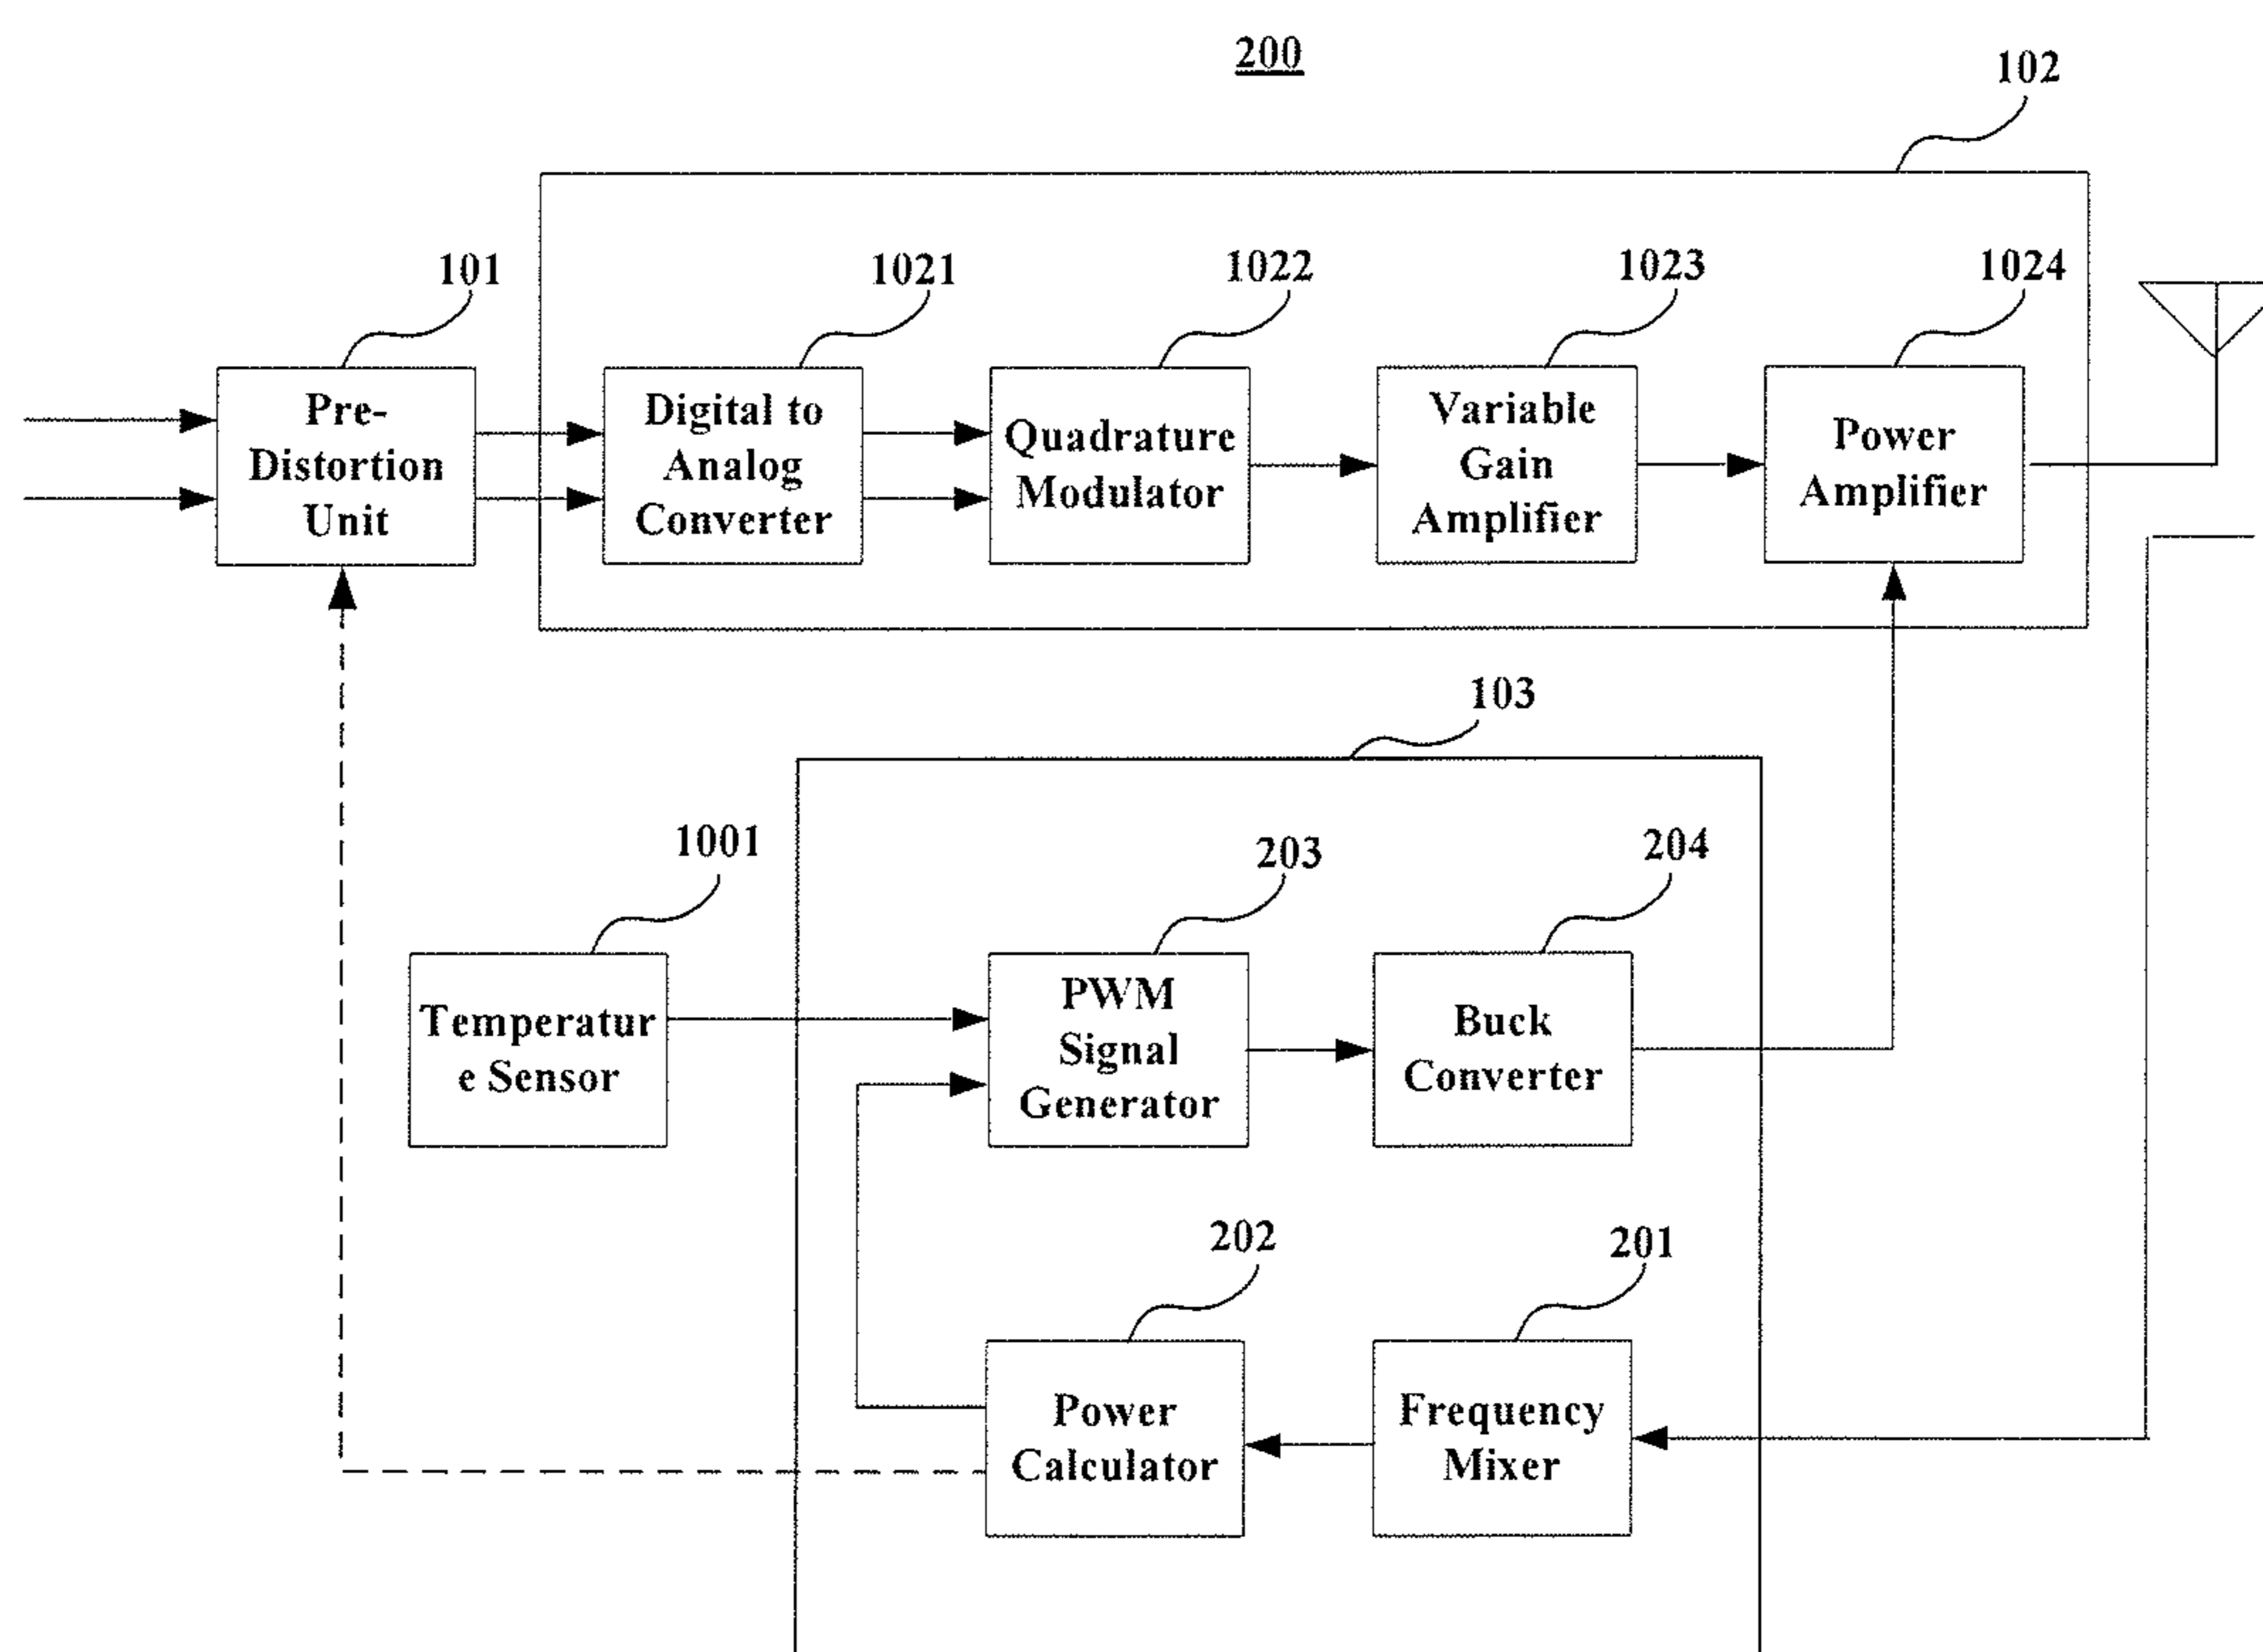 200
102
101
1021
1022
1023
1024
Pre-
Distortion
Unit
Digital to
Analog
Converter
Quadrature
Modulator
Variable
Gain
Amplifier
Power
Amplifier
103
1001
203
204
Temperatur
e Sensor
PWM
Signal
Generator
Buck
Converter
202
201
Power
Calculator
Frequency
Mixer